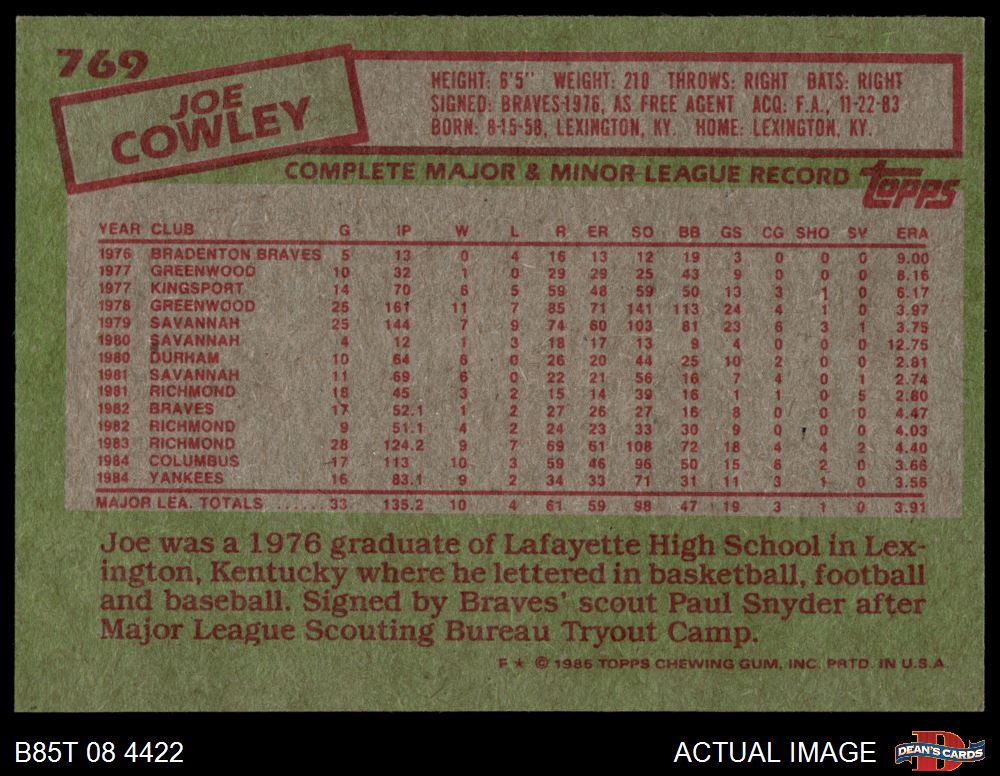 769
JOE
COWLEY
HEIGHT: 6'5" WEIGHT: 210 THROWS: RIGHT BATS: RIGHT
SIGNED: BRAVES-1976, AS FREE AGENT ACQ: F.A., 11-22-83
BORN: 8-15-58, LEXINGTON, KY. HOME: LEXINGTON, KY.
COMPLETE MAJOR & MINOR LEAGUE RECORD topps
YEAR CLUB G IP W L R ER SO BB GS CG SHO SV ERA
1976 BRADENTON BRAVES 5 13 0 4 16 13 12 19 3 0 0 0 9.00
1977 GREENWOOD 10 32 1 0 29 29 25 43 9 0 0 0 8.16
1977 KINGSPORT 14 70 6 5 59 48 59 50 13 3 1 0 6.17
1978 GREENWOOD 25 161 11 7 85 71 141 113 24 4 1 0 3.97
1979 SAVANNAH 25 144 7 9 74 60 103 81 23 6 3 1 3.75
1980 SAVANNAH 4 12 1 3 18 17 13 9 4 0 0 0 12.75
1980 DURHAM 10 64 6 0 26 20 44 25 10 2 0 0 2.81
1981 SAVANNAH 11 69 6 0 22 21 56 16 7 4 0 1 2.74
1981 RICHMOND 18 45 3 2 15 14 39 16 1 1 0 5 2.80
1982 BRAVES 17 52.1 1 2 27 26 27 16 8 0 0 0 4.47
1982 RICHMOND 9 51.1 4 2 24 23 33 30 9 0 0 0 4.03
1983 RICHMOND 28 124.2 9 7 69 61 108 72 18 4 4 2 4.40
1984 COLUMBUS 17 113 10 3 59 46 96 50 15 6 2 0 3.66
1984 YANKEES 16 83.1 9 2 34 33 71 31 11 3 1 0 3.56
MAJOR LEA. TOTALS ...... 33 135.2 10 4 61 59 98 47 19 3 1 0 3.91
Joe was a 1976 graduate of Lafayette High School in Lex-
ington, Kentucky where he lettered in basketball, football
and baseball. Signed by Braves' scout Paul Snyder after
Major League Scouting Bureau Tryout Camp.
F ★ © 1985 TOPPS CHEWING GUM, INC. PRTD. IN U.S.A
B85T 08 4422 ACTUAL IMAGE D DEAN'S CARDS